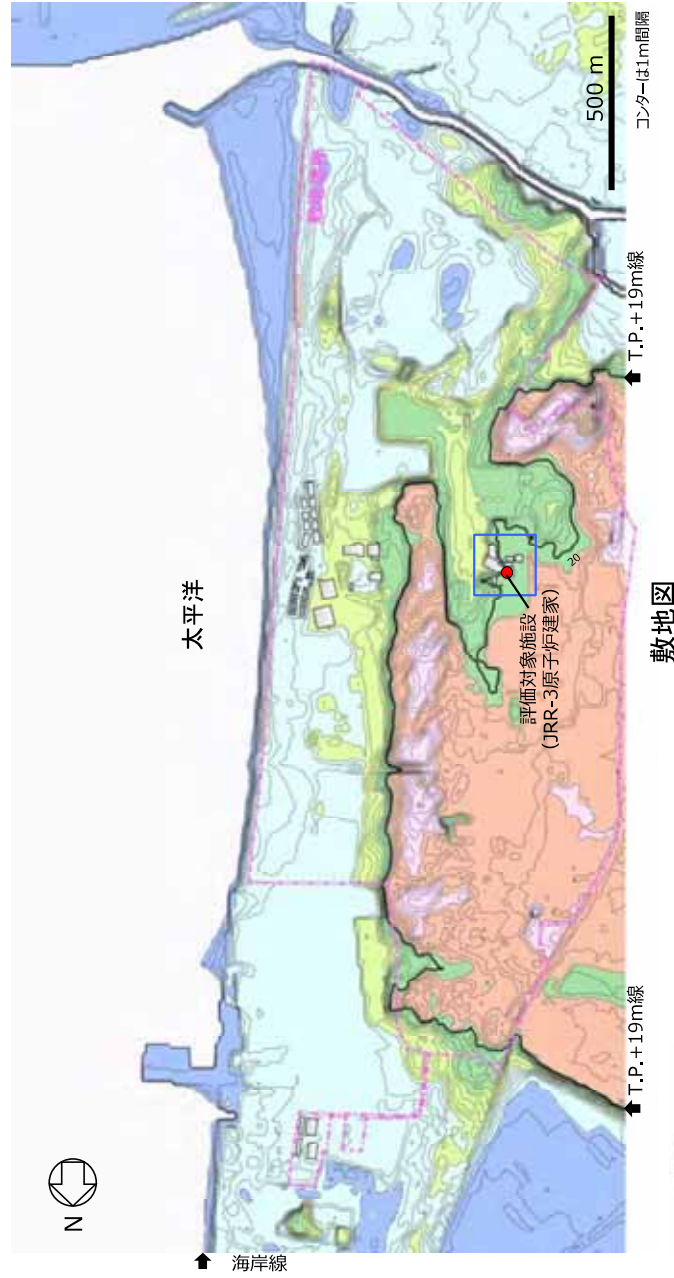 太平洋
500 m
コンターは1m間隔
T.P.+19m線
20
評価対象施設
(JRR-3原子炉建家)
敷地図
T.P.+19m線
N
海岸線